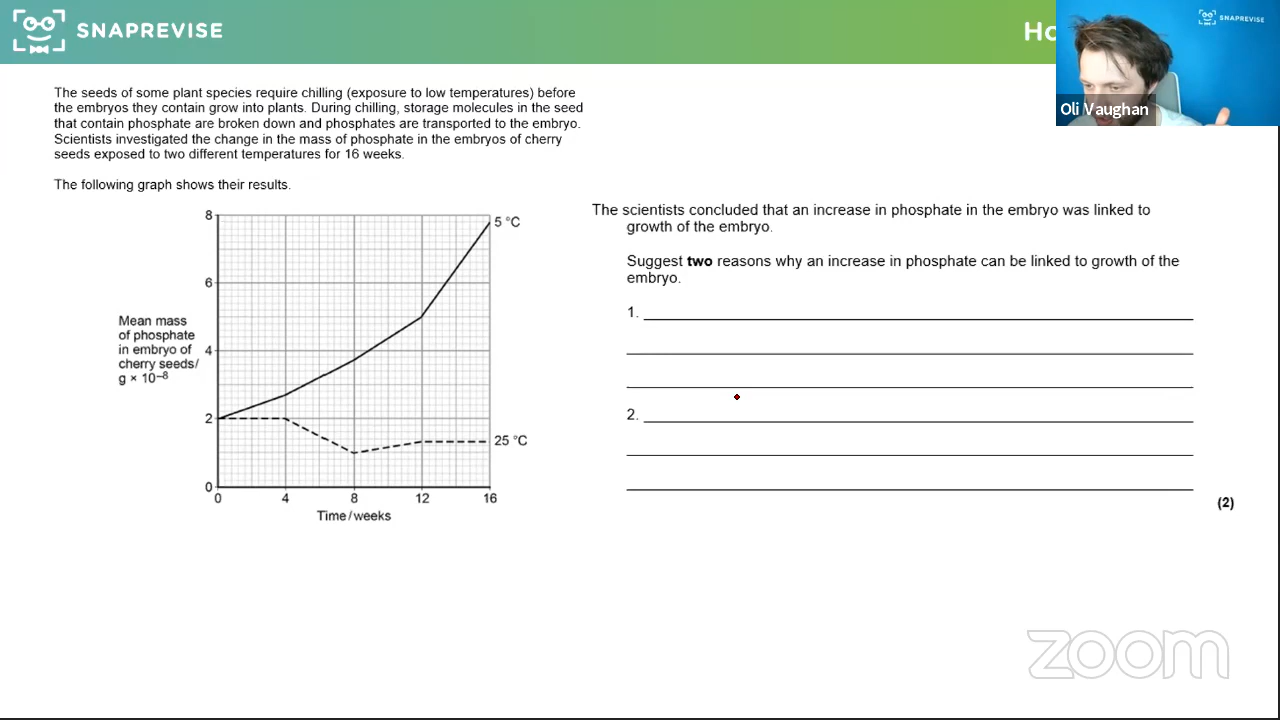 SNAPREVISE
Ho
SNAPREVISE
Oli Vaughan
The seeds of some plant species require chilling (exposure to low temperatures) before
the embryos they contain grow into plants. During chilling, storage molecules in the seed
that contain phosphate are broken down and phosphates are transported to the embryo.
Scientists investigated the change in the mass of phosphate in the embryos of cherry
seeds exposed to two different temperatures for 16 weeks.
The following graph shows their results.
8
6
4
2
0
5 °C
25 °C
Mean mass
of phosphate
in embryo of
cherry seeds/
g × 10⁻⁸
0 4 8 12 16
Time/weeks
The scientists concluded that an increase in phosphate in the embryo was linked to
growth of the embryo.
Suggest two reasons why an increase in phosphate can be linked to growth of the
embryo.
1.
2.
(2)
zoom